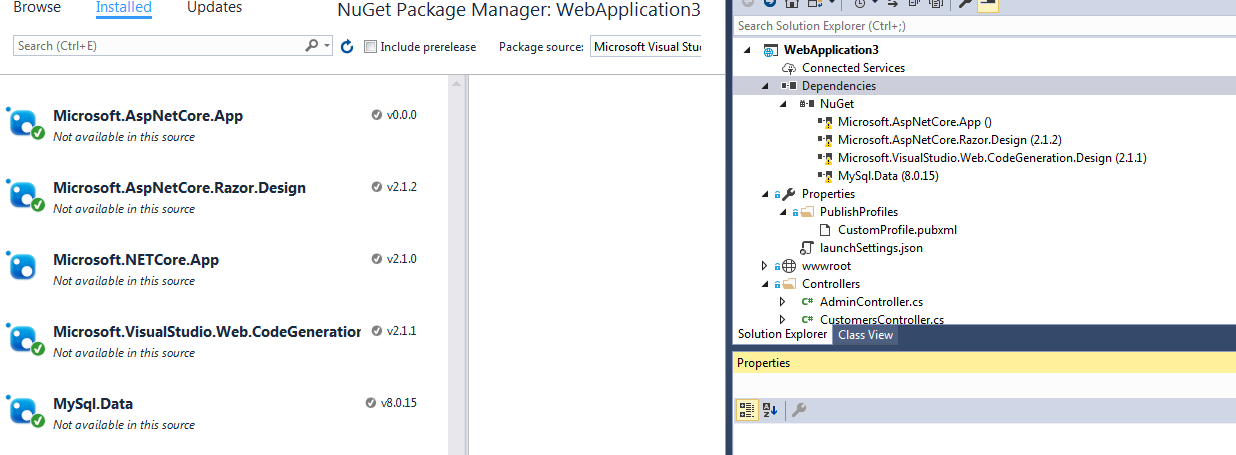 Browse Installed Updates NuGet Package Manager: WebApplication3
Search (Ctrl+E) Include prerelease Package source: Microsoft Visual Stu
Microsoft.AspNetCore.App v0.0.0
Not available in this source
Microsoft.AspNetCore.Razor.Design v2.1.2
Not available in this source
Microsoft.NETCore.App v2.1.0
Not available in this source
Microsoft.VisualStudio.Web.CodeGeneration v2.1.1
Not available in this source
MySql.Data v8.0.15
Not available in this source
Search Solution Explorer (Ctrl+;)
WebApplication3
Connected Services
Dependencies
NuGet
Microsoft.AspNetCore.App ()
Microsoft.AspNetCore.Razor.Design (2.1.2)
Microsoft.VisualStudio.Web.CodeGeneration.Design (2.1.1)
MySql.Data (8.0.15)
Properties
PublishProfiles
CustomProfile.pubxml
launchSettings.json
wwwroot
Controllers
C# AdminController.cs
C# CustomersController.cs
Solution Explorer Class View
Properties